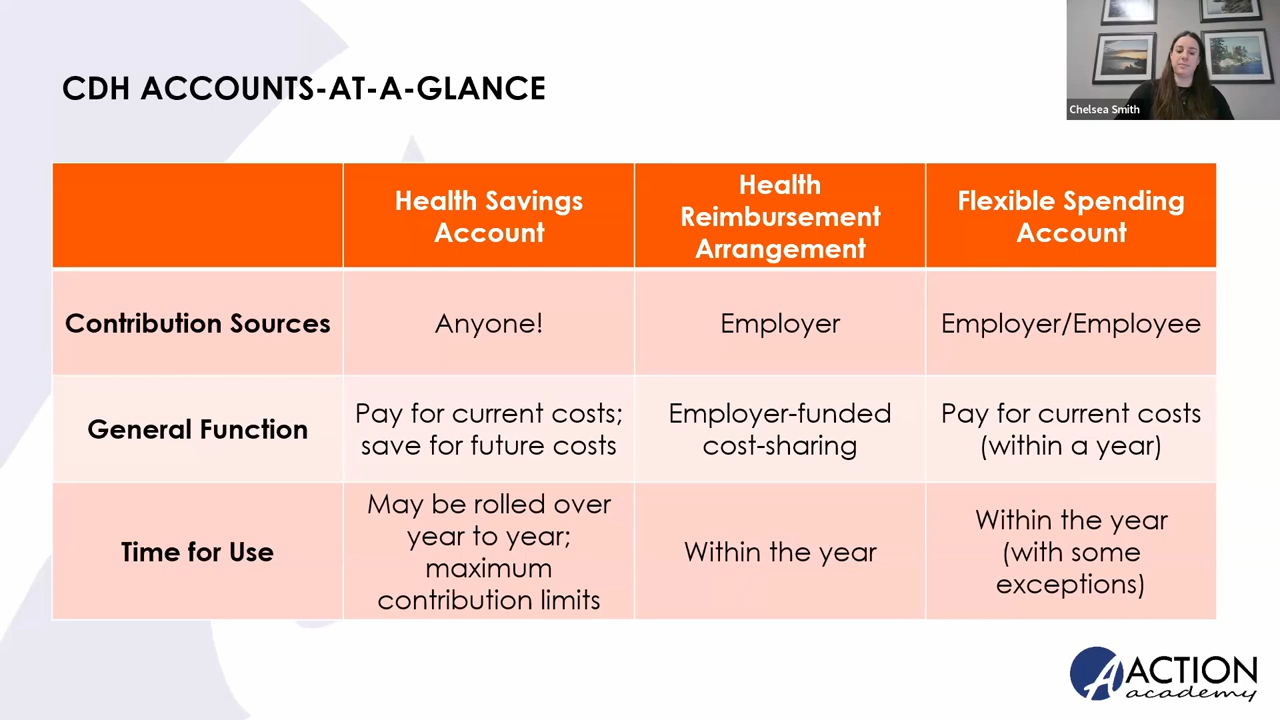 CDH ACCOUNTS-AT-A-GLANCE
Chelsea Smith
Health Savings
Account
Health
Reimbursement
Arrangement
Flexible Spending
Account
Contribution Sources
Anyone!
Employer
Employer/Employee
General Function
Pay for current costs;
save for future costs
Employer-funded
cost-sharing
Pay for current costs
(within a year)
Time for Use
May be rolled over
year to year;
maximum
contribution limits
Within the year
Within the year
(with some
exceptions)
A ACTION
academy